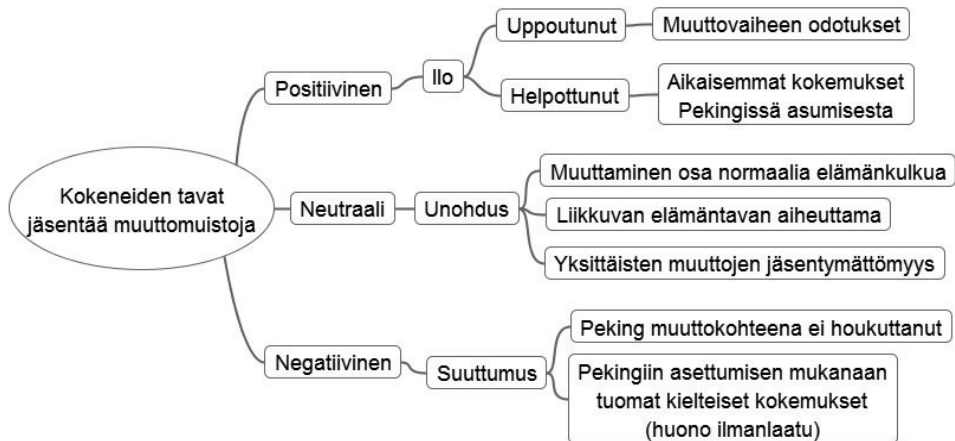 Kokeneiden tavat
jäsentää muuttomuistoja
Positiivinen
Ilo
Uppoutunut
Muuttovaiheen odotukset
Helpottunut
Aikaisemmat kokemukset
Pekingissä asumisesta
Neutraali
Unohdus
Muuttaminen osa normaalia elämänkulkua
Liikkuvan elämäntavan aiheuttama
Yksittäisten muuttojen jäsentymättömyys
Negatiivinen
Suuttumus
Peking muuttokohteena ei houkuttanut
Pekingiin asettumisen mukanaan
tuomat kielteiset kokemukset
(huono ilmanlaatu)